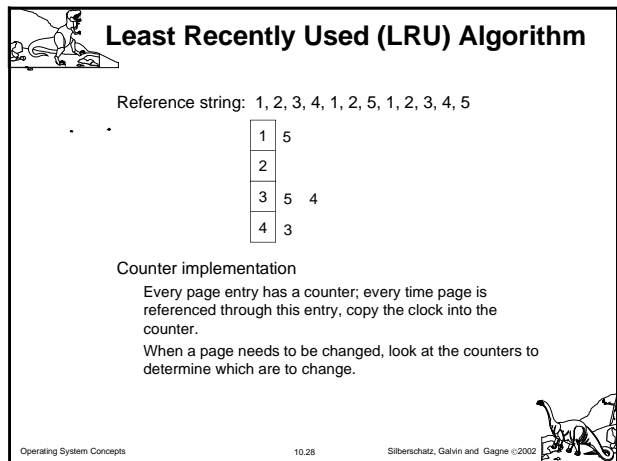 Least Recently Used (LRU) Algorithm
Reference string: 1, 2, 3, 4, 1, 2, 5, 1, 2, 3, 4, 5
1 5
2
3 5 4
4 3
Counter implementation
Every page entry has a counter; every time page is
referenced through this entry, copy the clock into the
counter.
When a page needs to be changed, look at the counters to
determine which are to change.
Operating System Concepts 10.28 Silberschatz, Galvin and Gagne ©2002